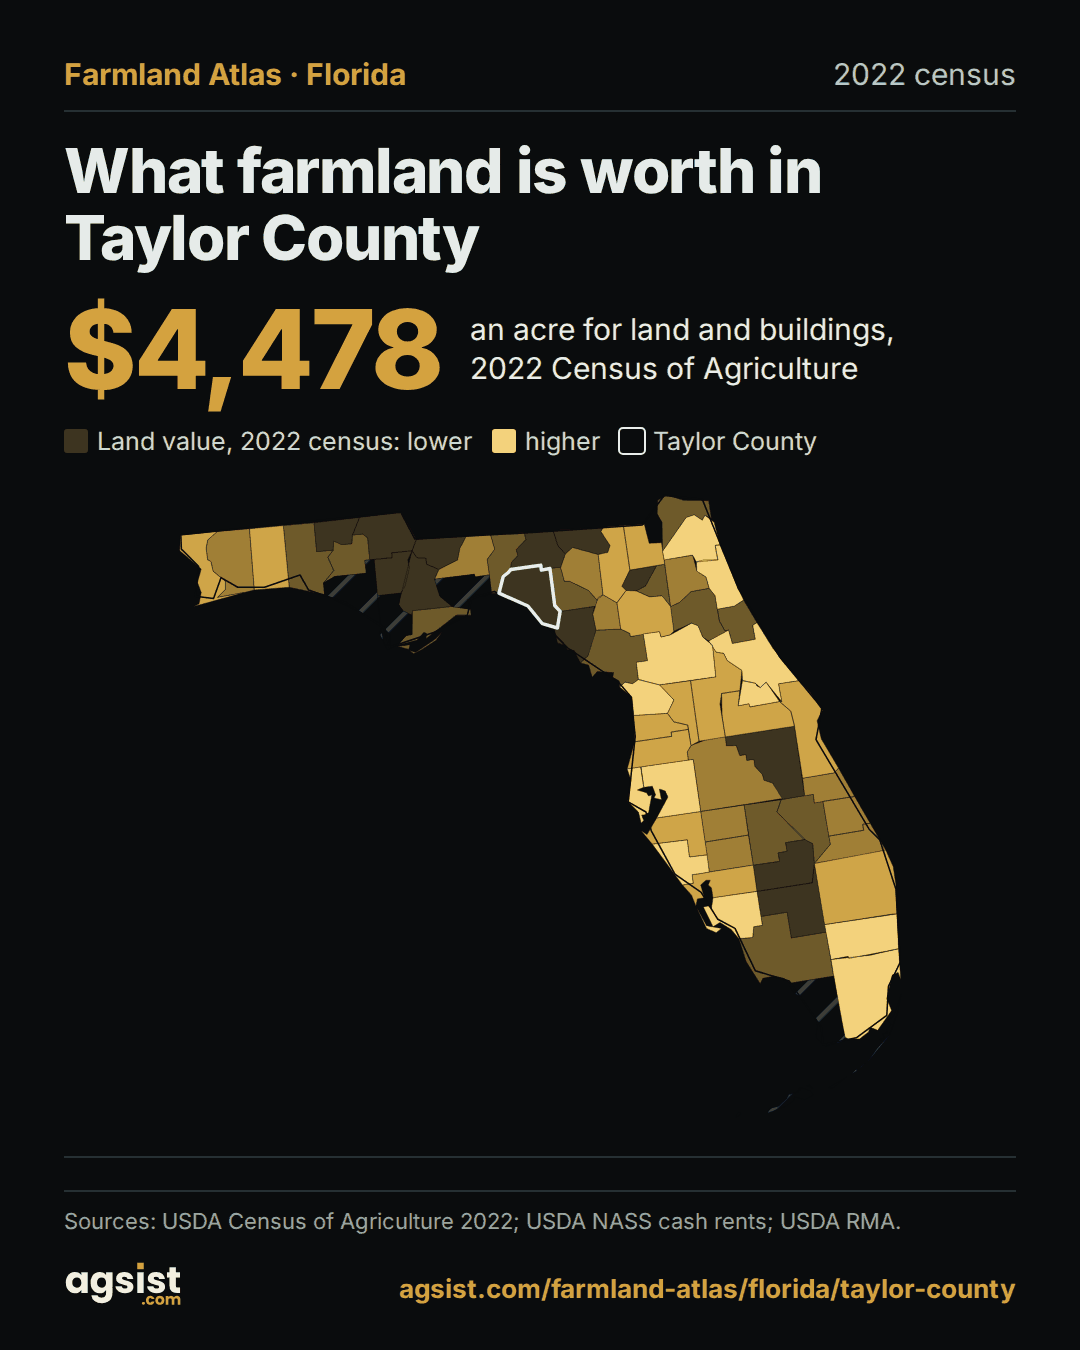 Farmland Atlas · Florida
2022 census
What farmland is worth in
Taylor County
$4,478
an acre for land and buildings,
2022 Census of Agriculture
Land value, 2022 census: lower
higher
Taylor County
Sources: USDA Census of Agriculture 2022; USDA NASS cash rents; USDA RMA.
agsist
.com
agsist.com/farmland-atlas/florida/taylor-county